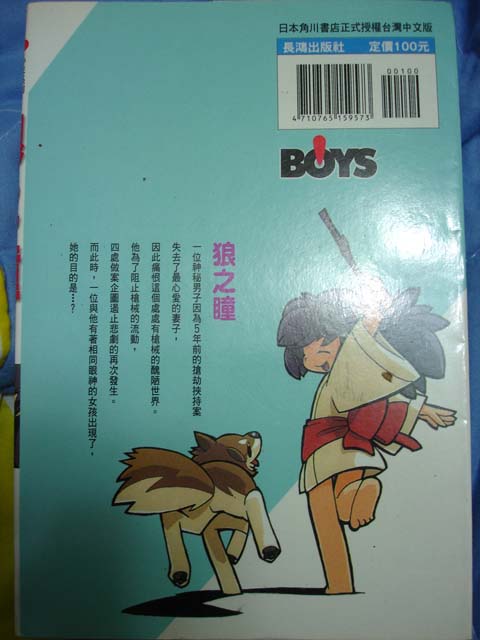 日本角川書店正式授權台灣中文版
長鴻出版社 定價100元
00100
4710765159573
BOYS
狼之瞳
一位神秘男子因為5年前的搶劫挾持案
失去了最心愛的妻子，
因此痛恨這個處處有槍械的醜陋世界。
他為了阻止槍械的流動，
四處做案企圖遏止悲劇的再次發生。
而此時，一位與他有著相同眼神的女孩出現了，
她的目的是…？